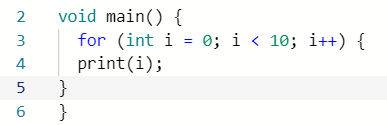 2 void main() {
3   for (int i = 0; i < 10; i++) {
4   print(i);
5 }
6 }